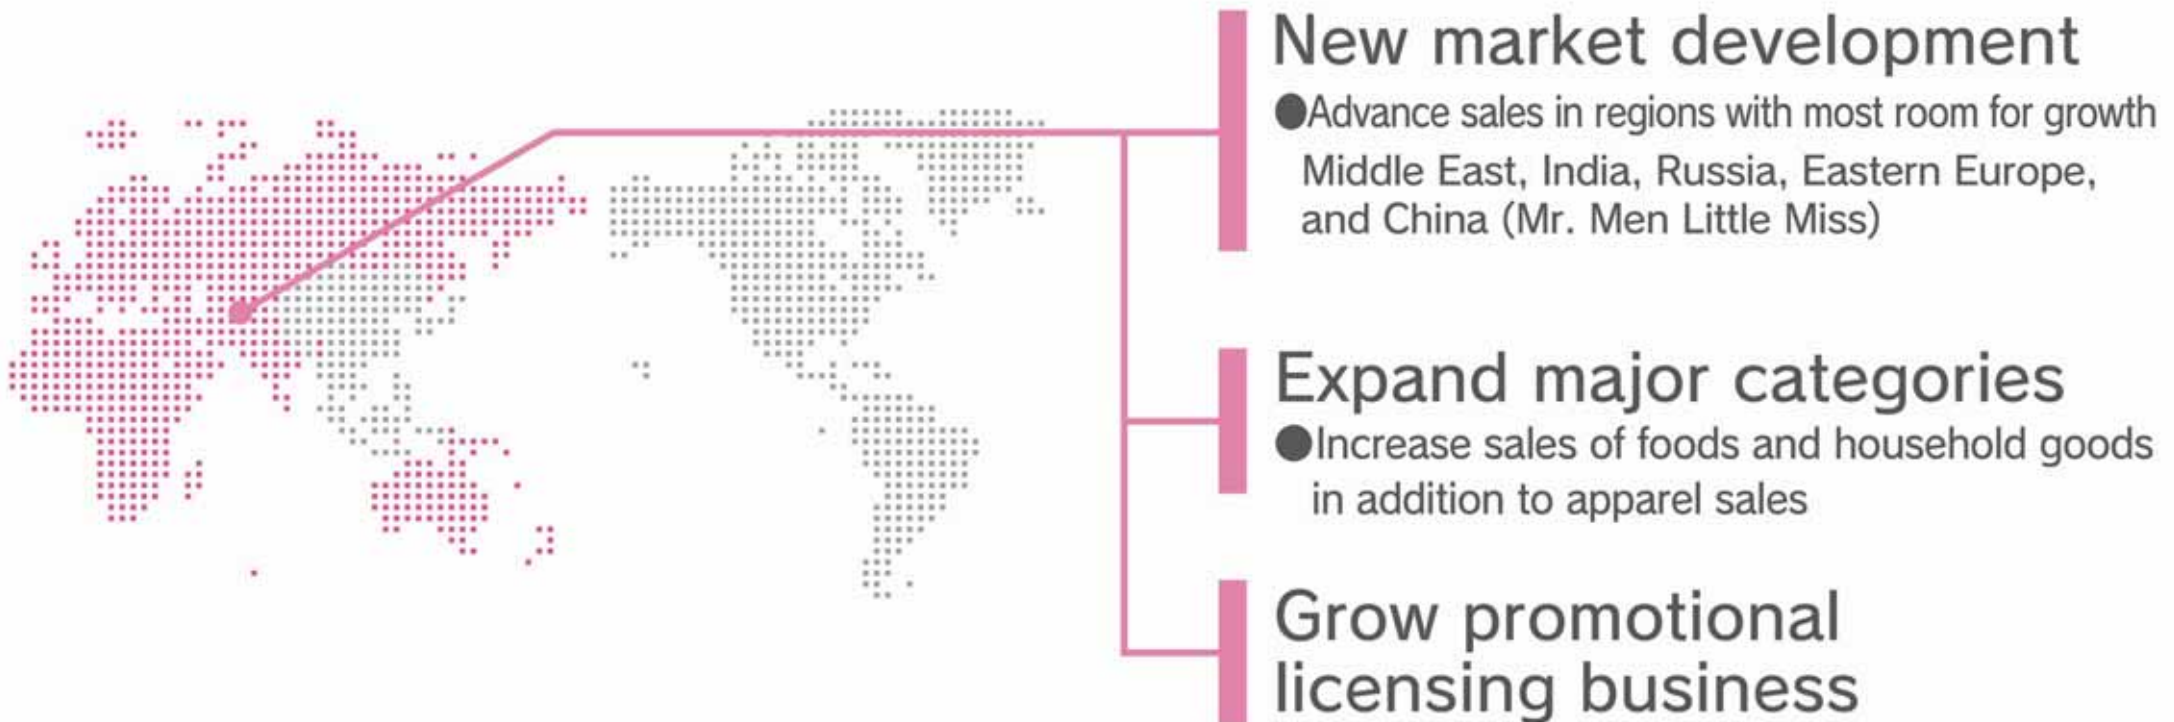 New market development
●Advance sales in regions with most room for growth
Middle East, India, Russia, Eastern Europe,
and China (Mr. Men Little Miss)
Expand major categories
●Increase sales of foods and household goods
in addition to apparel sales
Grow promotional
licensing business